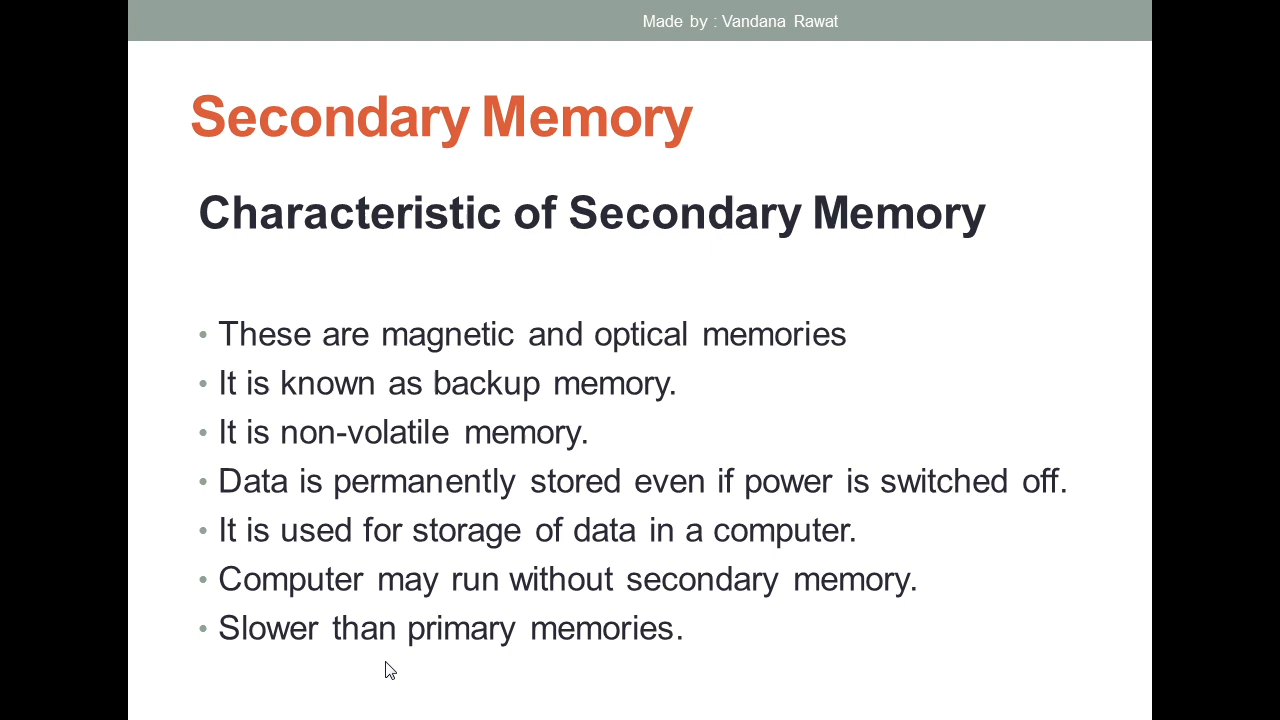 Made by : Vandana Rawat
Secondary Memory
Characteristic of Secondary Memory
• These are magnetic and optical memories
• It is known as backup memory.
• It is non-volatile memory.
• Data is permanently stored even if power is switched off.
• It is used for storage of data in a computer.
• Computer may run without secondary memory.
• Slower than primary memories.